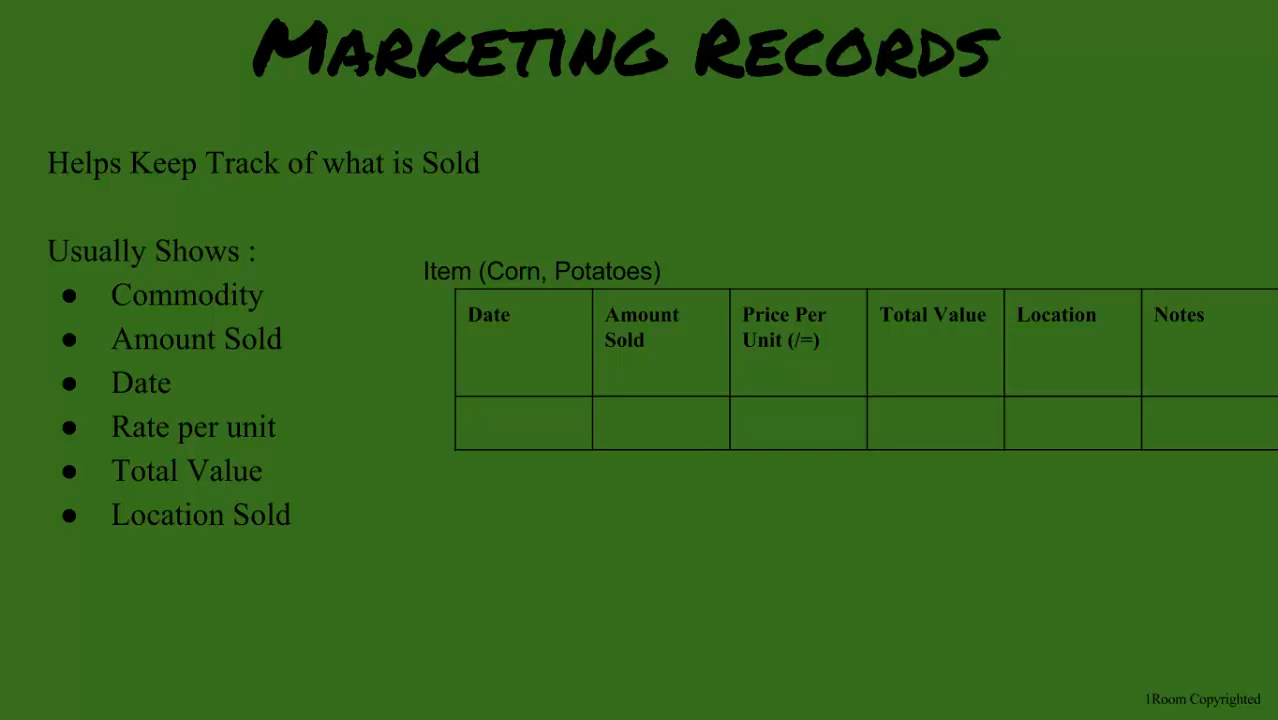 MARKETING RECORDS
Helps Keep Track of what is Sold
Usually Shows :
● Commodity
● Amount Sold
● Date
● Rate per unit
● Total Value
● Location Sold
Item (Corn, Potatoes)
Date
Amount
Sold
Price Per
Unit (/=)
Total Value
Location
Notes
1Room Copyrighted